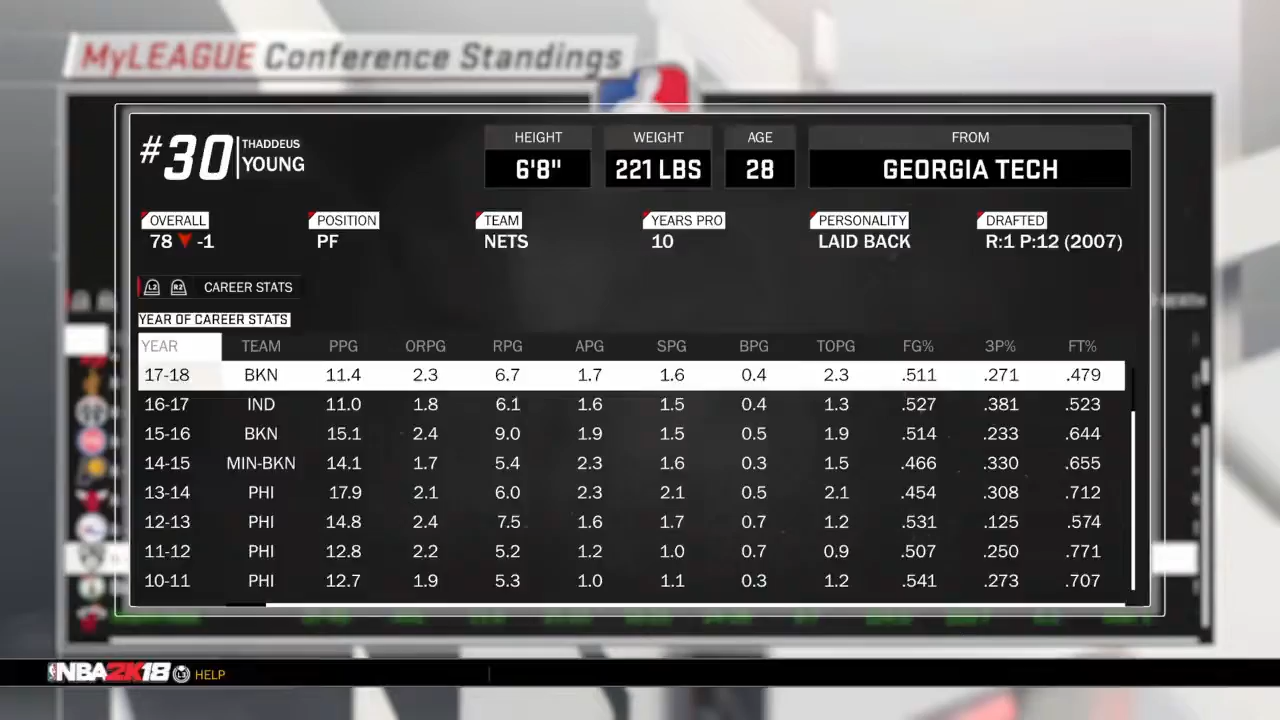 MyLEAGUE Conference Standings
#30 THADDEUS YOUNG
HEIGHT WEIGHT AGE FROM
6'8" 221 LBS 28 GEORGIA TECH
OVERALL POSITION TEAM YEARS PRO PERSONALITY DRAFTED
78 ▼ -1 PF NETS 10 LAID BACK R:1 P:12 (2007)
L2 R2 CAREER STATS
YEAR OF CAREER STATS
YEAR TEAM PPG ORPG RPG APG SPG BPG TOPG FG% 3P% FT%
17-18 BKN 11.4 2.3 6.7 1.7 1.6 0.4 2.3 .511 .271 .479
16-17 IND 11.0 1.8 6.1 1.6 1.5 0.4 1.3 .527 .381 .523
15-16 BKN 15.1 2.4 9.0 1.9 1.5 0.5 1.9 .514 .233 .644
14-15 MIN-BKN 14.1 1.7 5.4 2.3 1.6 0.3 1.5 .466 .330 .655
13-14 PHI 17.9 2.1 6.0 2.3 2.1 0.5 2.1 .454 .308 .712
12-13 PHI 14.8 2.4 7.5 1.6 1.7 0.7 1.2 .531 .125 .574
11-12 PHI 12.8 2.2 5.2 1.2 1.0 0.7 0.9 .507 .250 .771
10-11 PHI 12.7 1.9 5.3 1.0 1.1 0.3 1.2 .541 .273 .707
NBA2K18 HELP